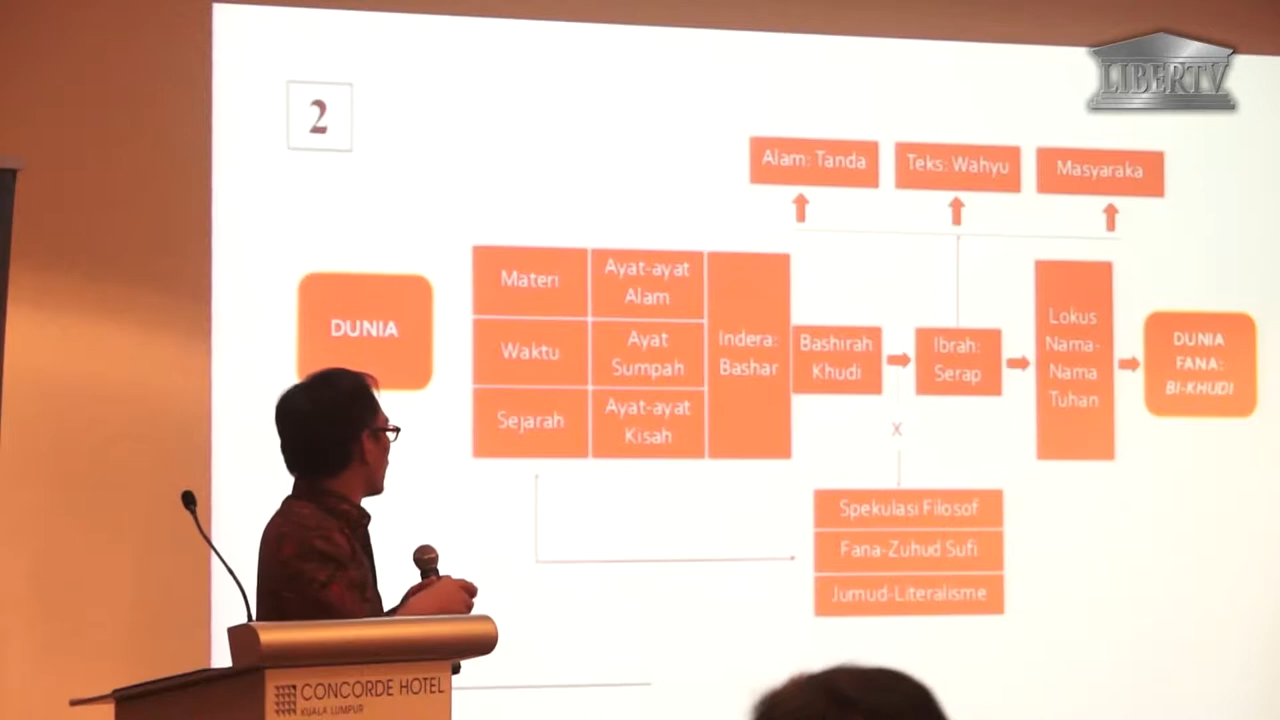 LIBERTV
2
Alam: Tanda
Teks: Wahyu
Masyaraka
DUNIA
Materi
Ayat-ayat
Alam
Waktu
Ayat
Sumpah
Sejarah
Ayat-ayat
Kisah
Indera:
Bashar
Bashirah
Khudi
Ibrah:
Serap
Lokus
Nama-
Nama
Tuhan
DUNIA
FANA:
BI-KHUDI
X
Spekulasi Filosof
Fana-Zuhud Sufi
Jumud-Literalisme
CONCORDE HOTEL
KUALA LUMPUR